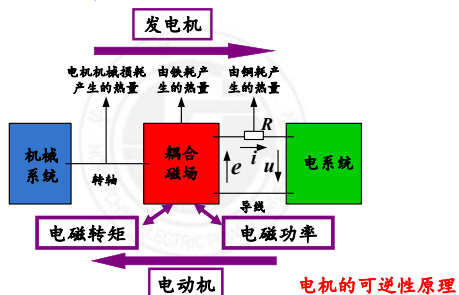 发电机
电机机械损耗
产生的热量
由铁耗产
生的热量
由铜耗产
生的热量
R
机械
系统
转轴
耦合
磁场
e
i
u
电系统
导线
电磁转矩
电磁功率
电动机
电机的可逆性原理